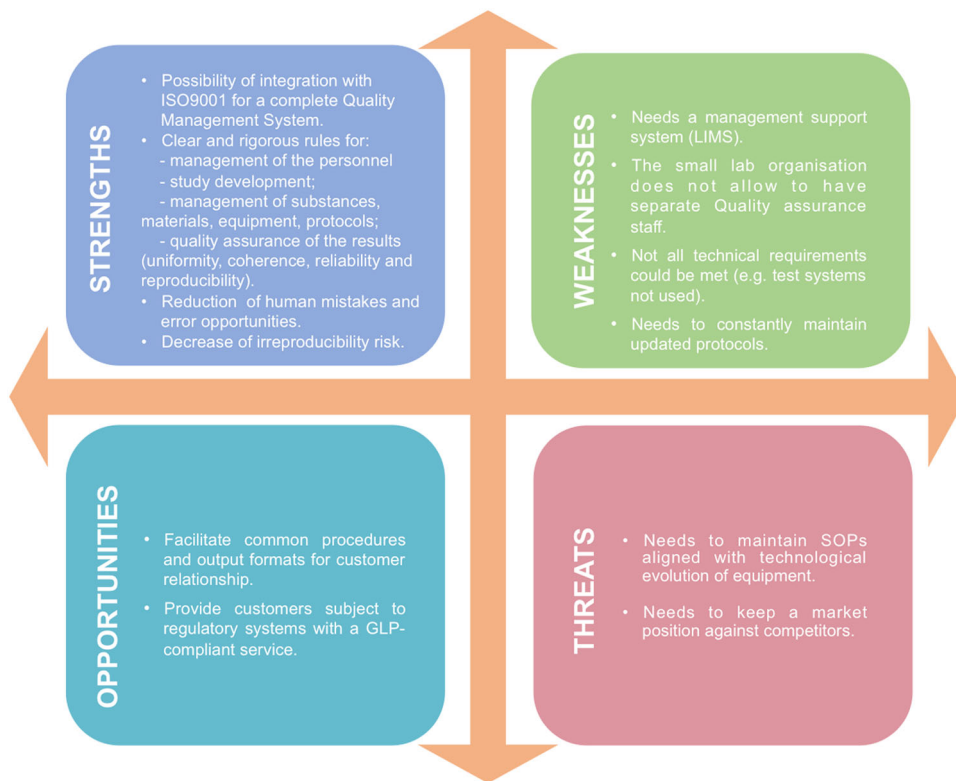 STRENGTHS
• Possibility of integration with
ISO9001 for a complete Quality
Management System.
• Clear and rigorous rules for:
- management of the personnel
- study development;
- management of substances,
materials, equipment, protocols;
- quality assurance of the results
(uniformity, coherence, reliability and
reproducibility).
• Reduction of human mistakes and
error opportunities.
• Decrease of irreproducibility risk.
WEAKNESSES
• Needs a management support
system (LIMS).
• The small lab organisation
does not allow to have
separate Quality assurance
staff.
• Not all technical requirements
could be met (e.g. test systems
not used).
• Needs to constantly maintain
updated protocols.
OPPORTUNITIES
• Facilitate common procedures
and output formats for customer
relationship.
• Provide customers subject to
regulatory systems with a GLP-
compliant service.
THREATS
• Needs to maintain SOPs
aligned with technological
evolution of equipment.
• Needs to keep a market
position against competitors.